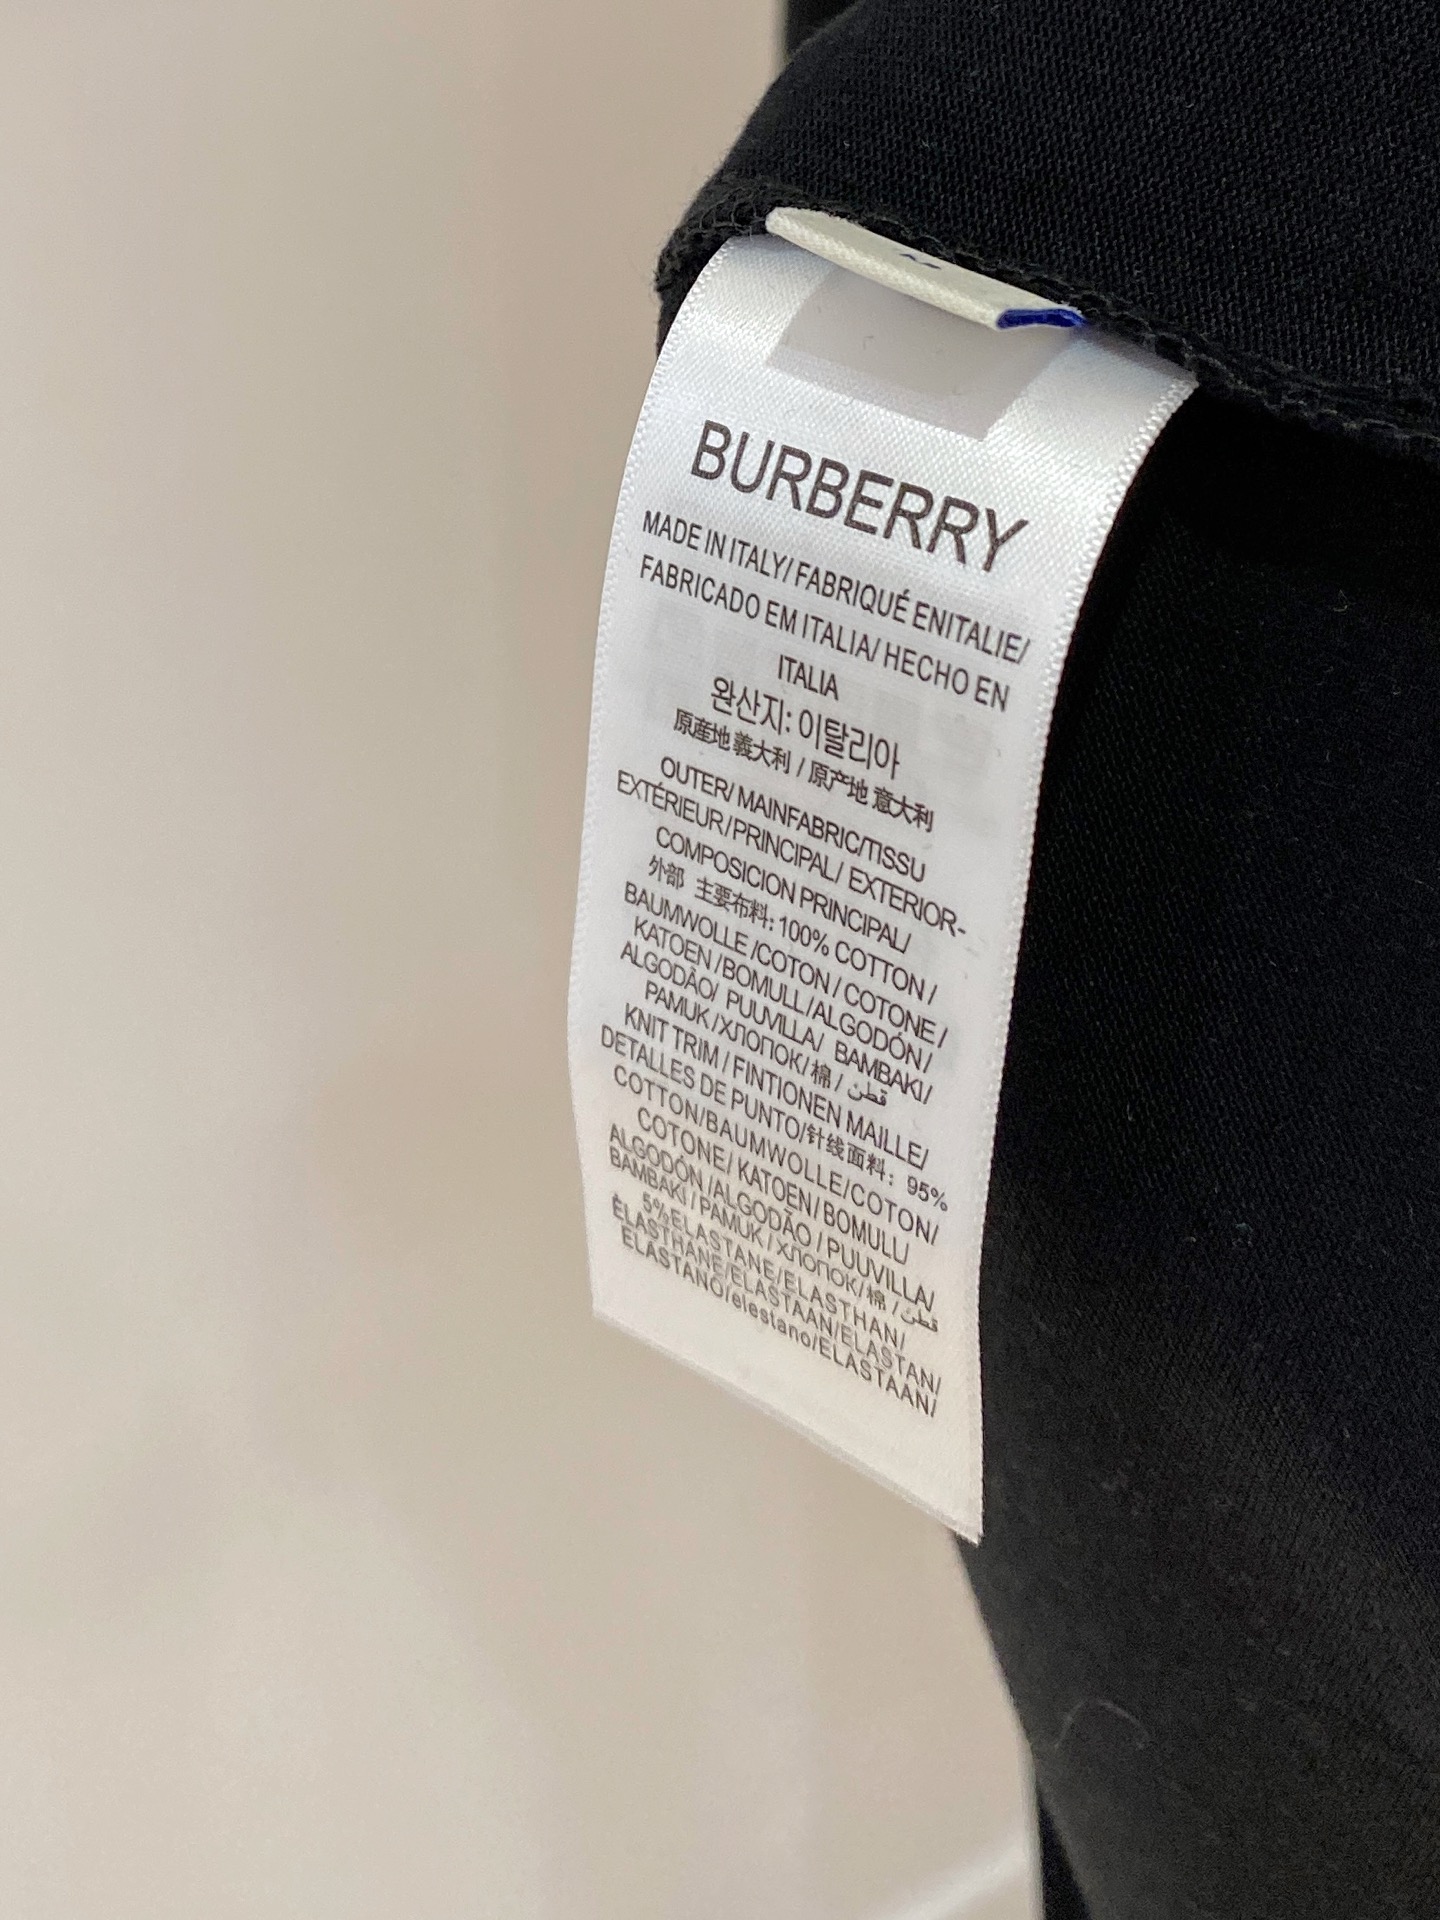 BURBERRY
MADE IN ITALY/ FABRIQUÉ ENITALIE/
FABRICADO EM ITALIA/ HECHO EN
ITALIA
완산지: 이탈리아
原産地 義大利 / 原产地 意大利
OUTER/ MAINFABRIC/TISSU
EXTÉRIEUR/PRINCIPAL/ EXTERIOR-
COMPOSICION PRINCIPAL/
外部 主要布料: 100% COTTON /
BAUMWOLLE /COTON / COTONE /
KATOEN /BOMULL /ALGODÓN /
ALGODÃO/ PUUVILLA/ BAMBAKI/
PAMUK /ХЛОПОК/ 棉 / قطن
KNIT TRIM / FINTIONEN MAILLE/
DETALLES DE PUNTO/针线面料: 95%
COTTON/BAUMWOLLE/COTON/
COTONE/ KATOEN/ BOMULL/
ALGODÓN /ALGODÃO / PUUVILLA/
BAMBAKI / PAMUK / ХЛОПОК/ 棉 / قطن
5%ELASTANE/ELASTHAN/
ÉLASTHANE/ELASTAAN/ELASTAN/
ELASTANO/elestano/ELASTAAN/